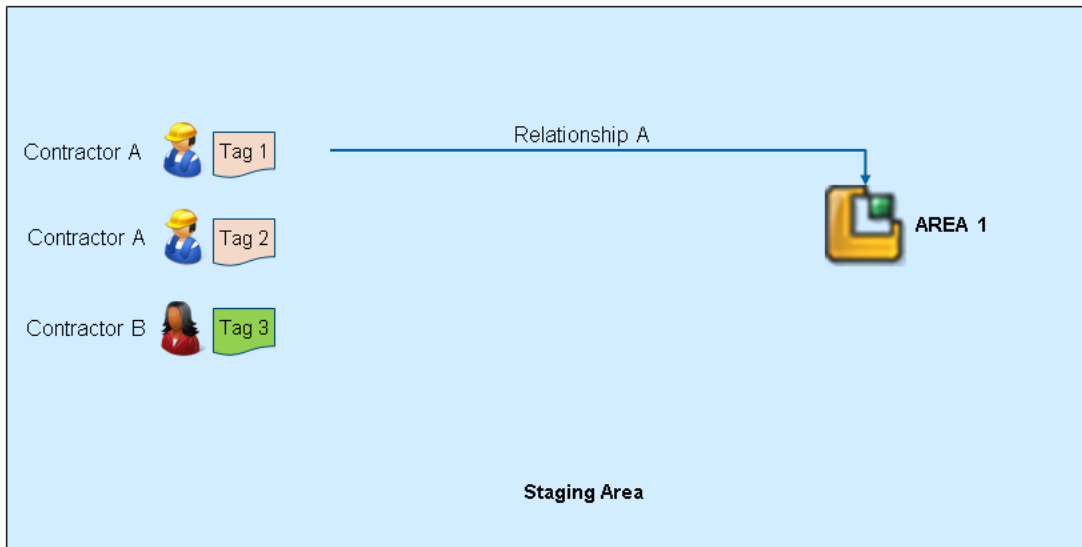 Contractor A Tag 1 Relationship A
Contractor A Tag 2
AREA 1
Contractor B Tag 3
Staging Area